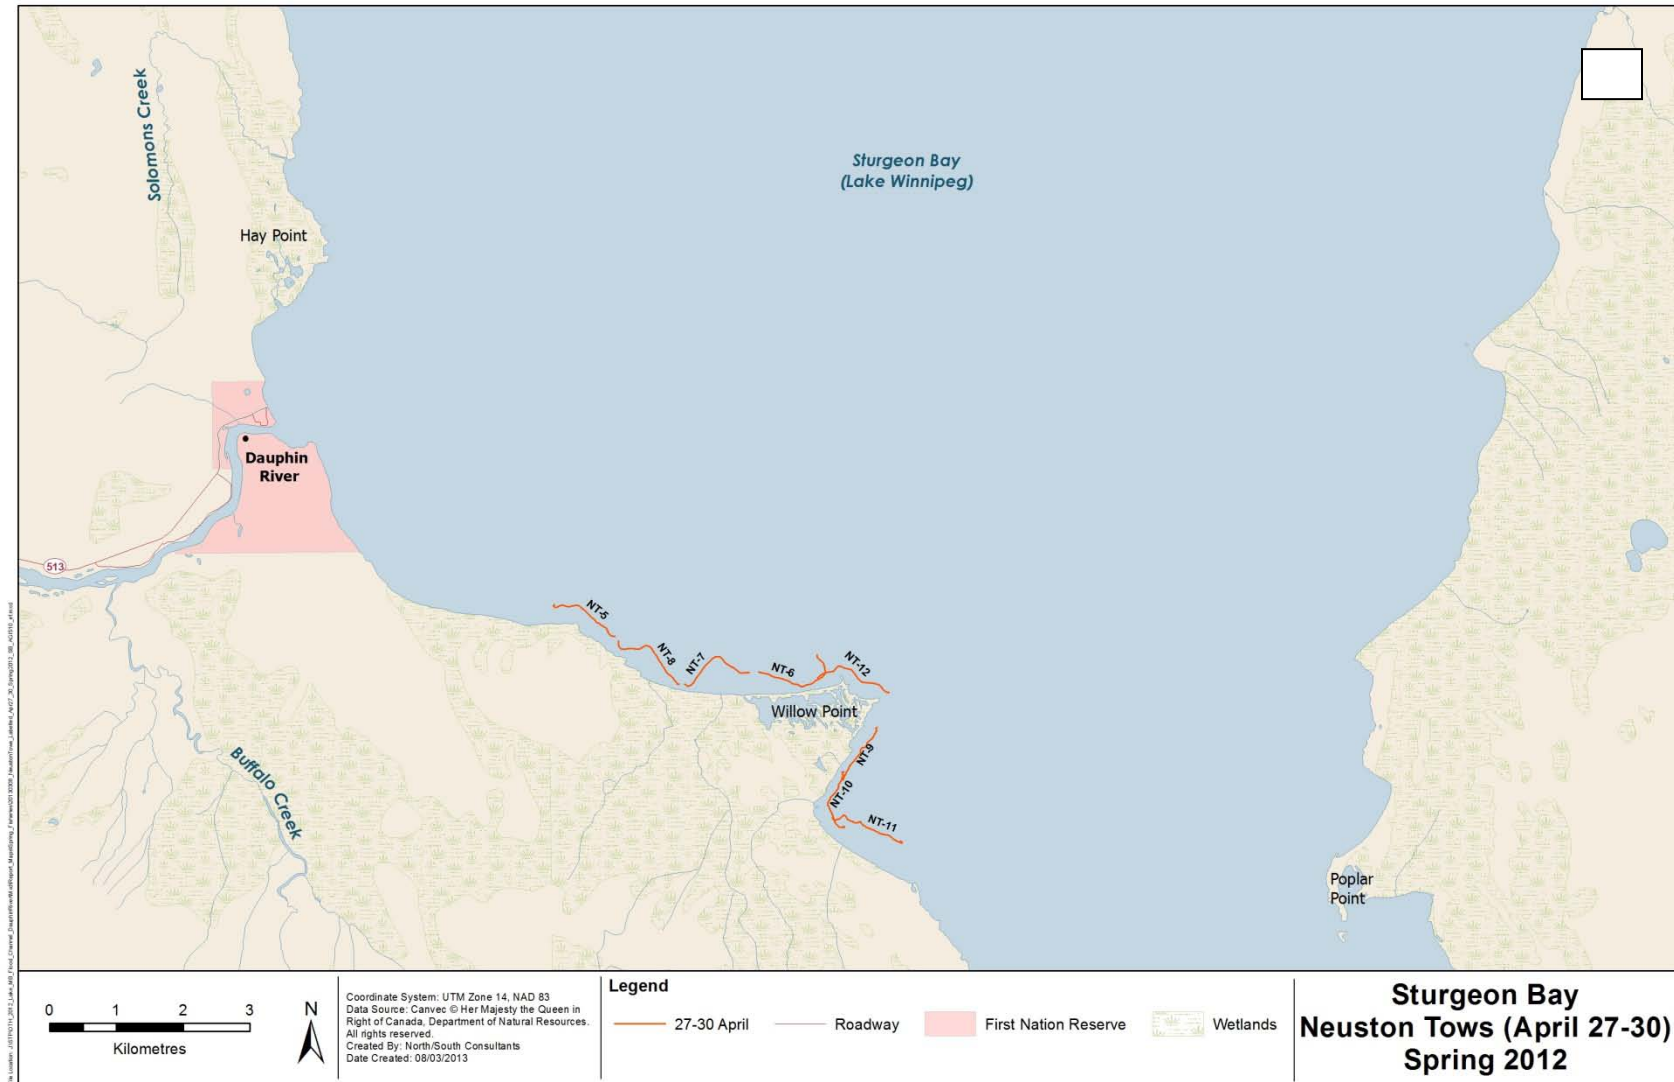 Solomons Creek
Sturgeon Bay
(Lake Winnipeg)
Hay Point
Dauphin
River
513
NT-5
NT-8
NT-7
NT-6
NT-12
Willow Point
NT-9
NT-10
NT-11
Buffalo Creek
Poplar
Point
0 1 2 3
Kilometres
N
Coordinate System: UTM Zone 14, NAD 83
Data Source: Canvec © Her Majesty the Queen in
Right of Canada, Department of Natural Resources.
All rights reserved.
Created By: North/South Consultants
Date Created: 08/03/2013
Legend
27-30 April
Roadway
First Nation Reserve
Wetlands
Sturgeon Bay
Neuston Tows (April 27-30)
Spring 2012